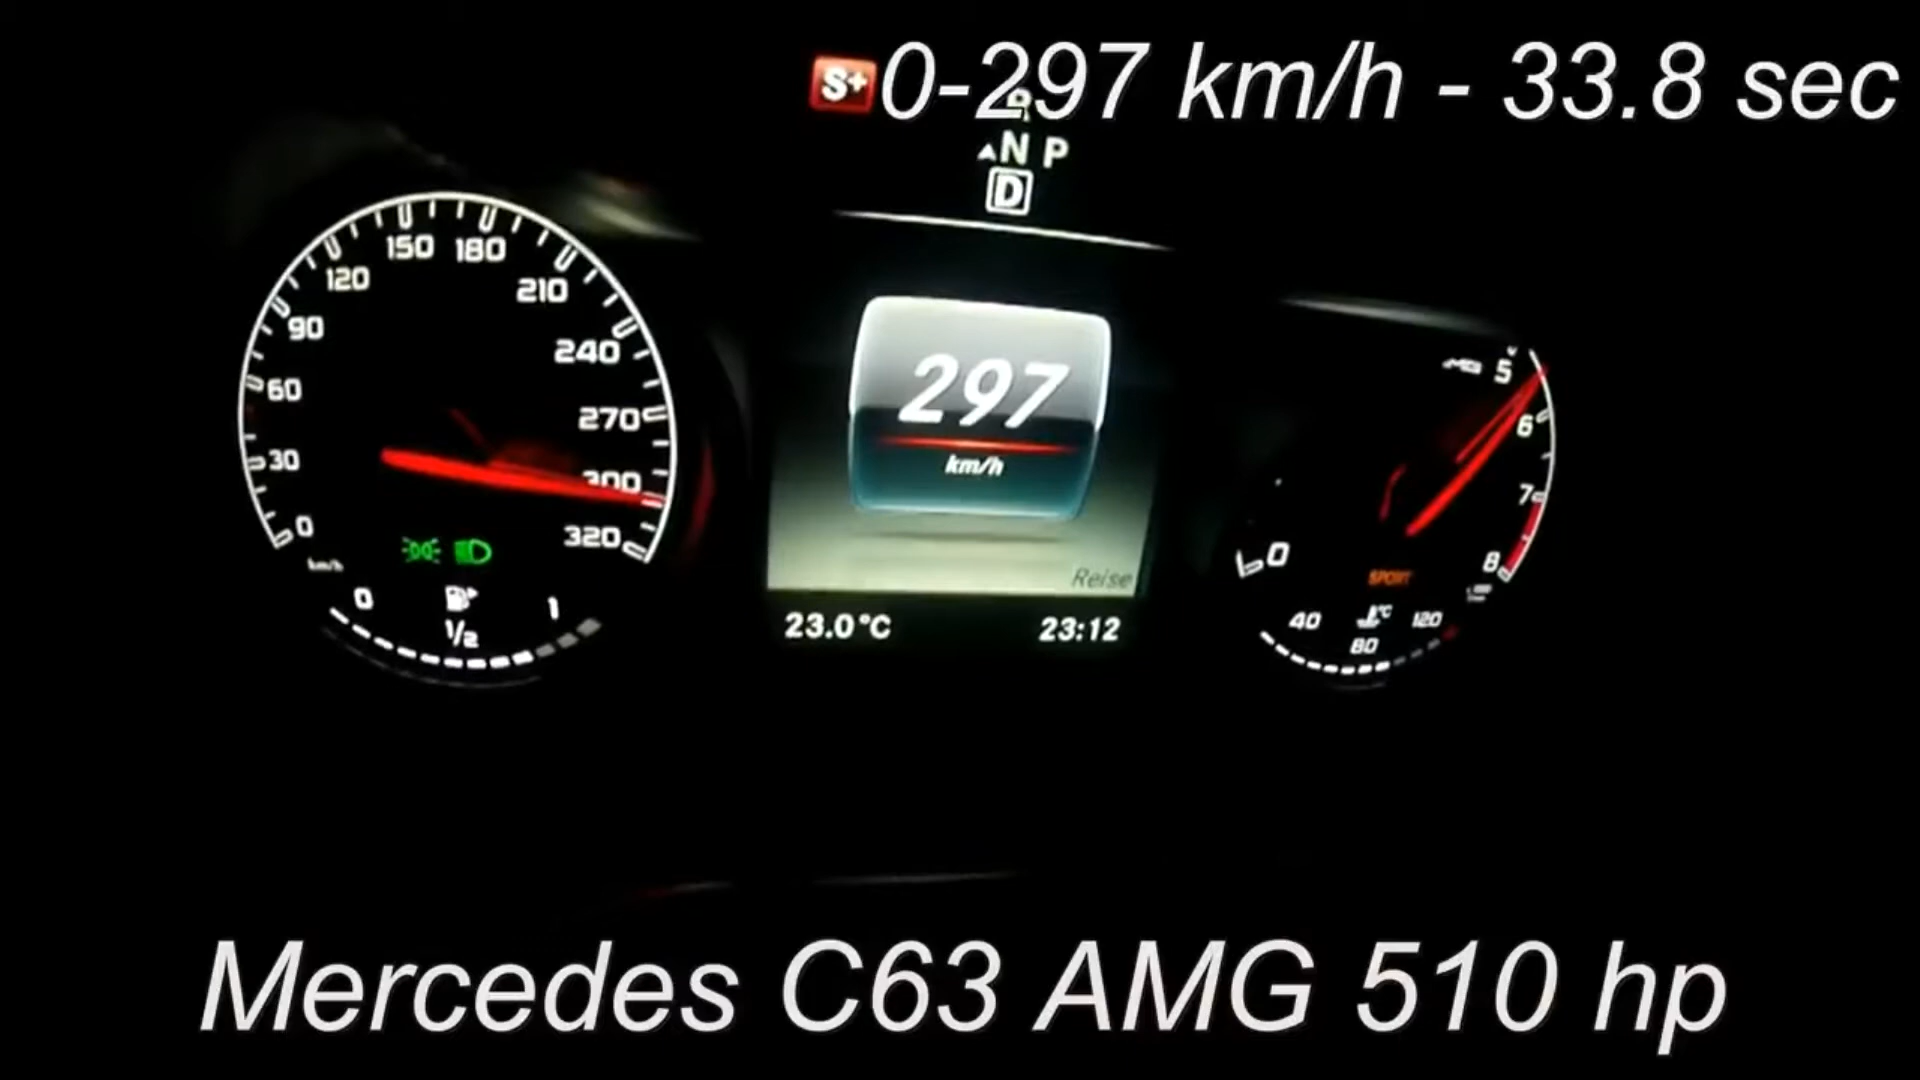 S+
0-297 km/h - 33.8 sec
R
N P
D
0
30
60
90
120
150
180
210
240
270
300
320
km/h
0
1/2
1
297
km/h
Reise
23.0°C
23:12
0
5
6
7
8
SPORT
40
80
120
°C
Mercedes C63 AMG 510 hp